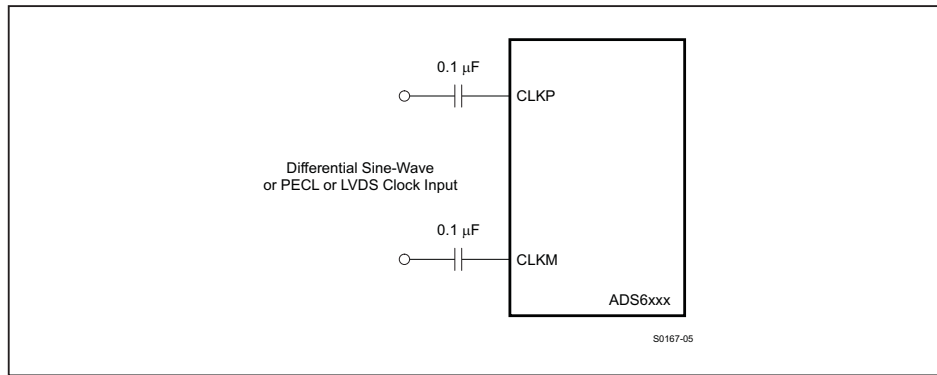 0.1 μF
CLKP
Differential Sine-Wave
or PECL or LVDS Clock Input
0.1 μF
CLKM
ADS6xxx
S0167-05